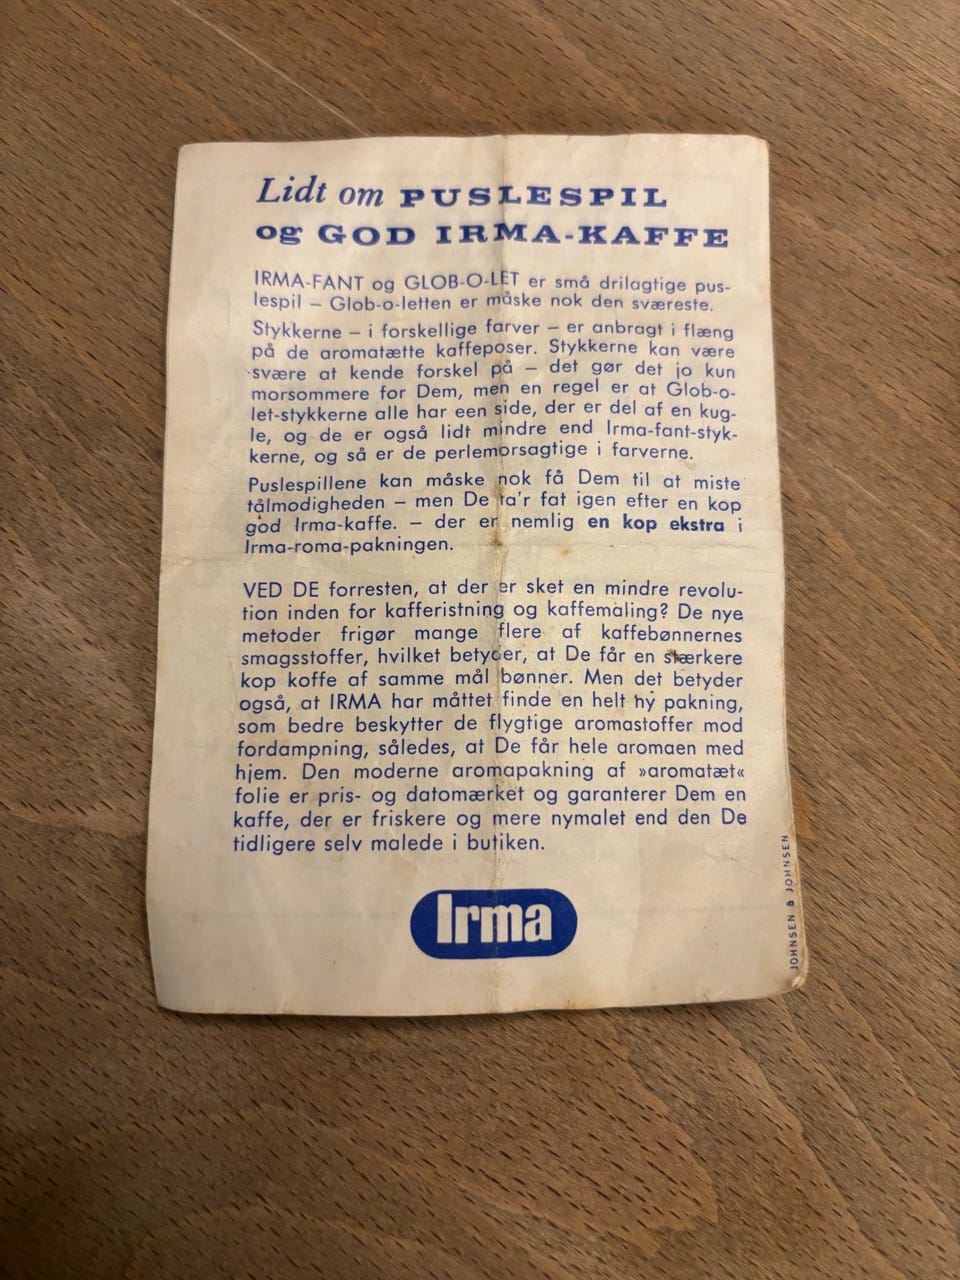 Lidt om PUSLESPIL
og GOD IRMA-KAFFE
IRMA-FANT og GLOB-O-LET er små drilagtige pus-
lespil – Glob-o-letten er måske nok den sværeste.
Stykkerne – i forskellige farver – er anbragt i flæng
på de aromatætte kaffeposer. Stykkerne kan være
svære at kende forskel på – det gør det jo kun
morsommere for Dem, men en regel er at Glob-o-
let-stykkerne alle har een side, der er del af en kug-
le, og de er også lidt mindre end Irma-fant-styk-
kerne, og så er de perlemorsagtige i farverne.
Puslespillene kan måske nok få Dem til at miste
tålmodigheden – men De ta'r fat igen efter en kop
god Irma-kaffe. – der er nemlig en kop ekstra i
Irma-roma-pakningen.
VED DE forresten, at der er sket en mindre revolu-
tion inden for kafferistning og kaffemaling? De nye
metoder frigør mange flere af kaffebønnernes
smagsstoffer, hvilket betyder, at De får en stærkere
kop koffe af samme mål bønner. Men det betyder
også, at IRMA har måttet finde en helt ny pakning,
som bedre beskytter de flygtige aromastoffer mod
fordampning, således, at De får hele aromaen med
hjem. Den moderne aromapakning af »aromatæt«
folie er pris- og datomærket og garanterer Dem en
kaffe, der er friskere og mere nymalet end den De
tidligere selv malede i butiken.
Irma
JOHNSEN & JOHNSEN